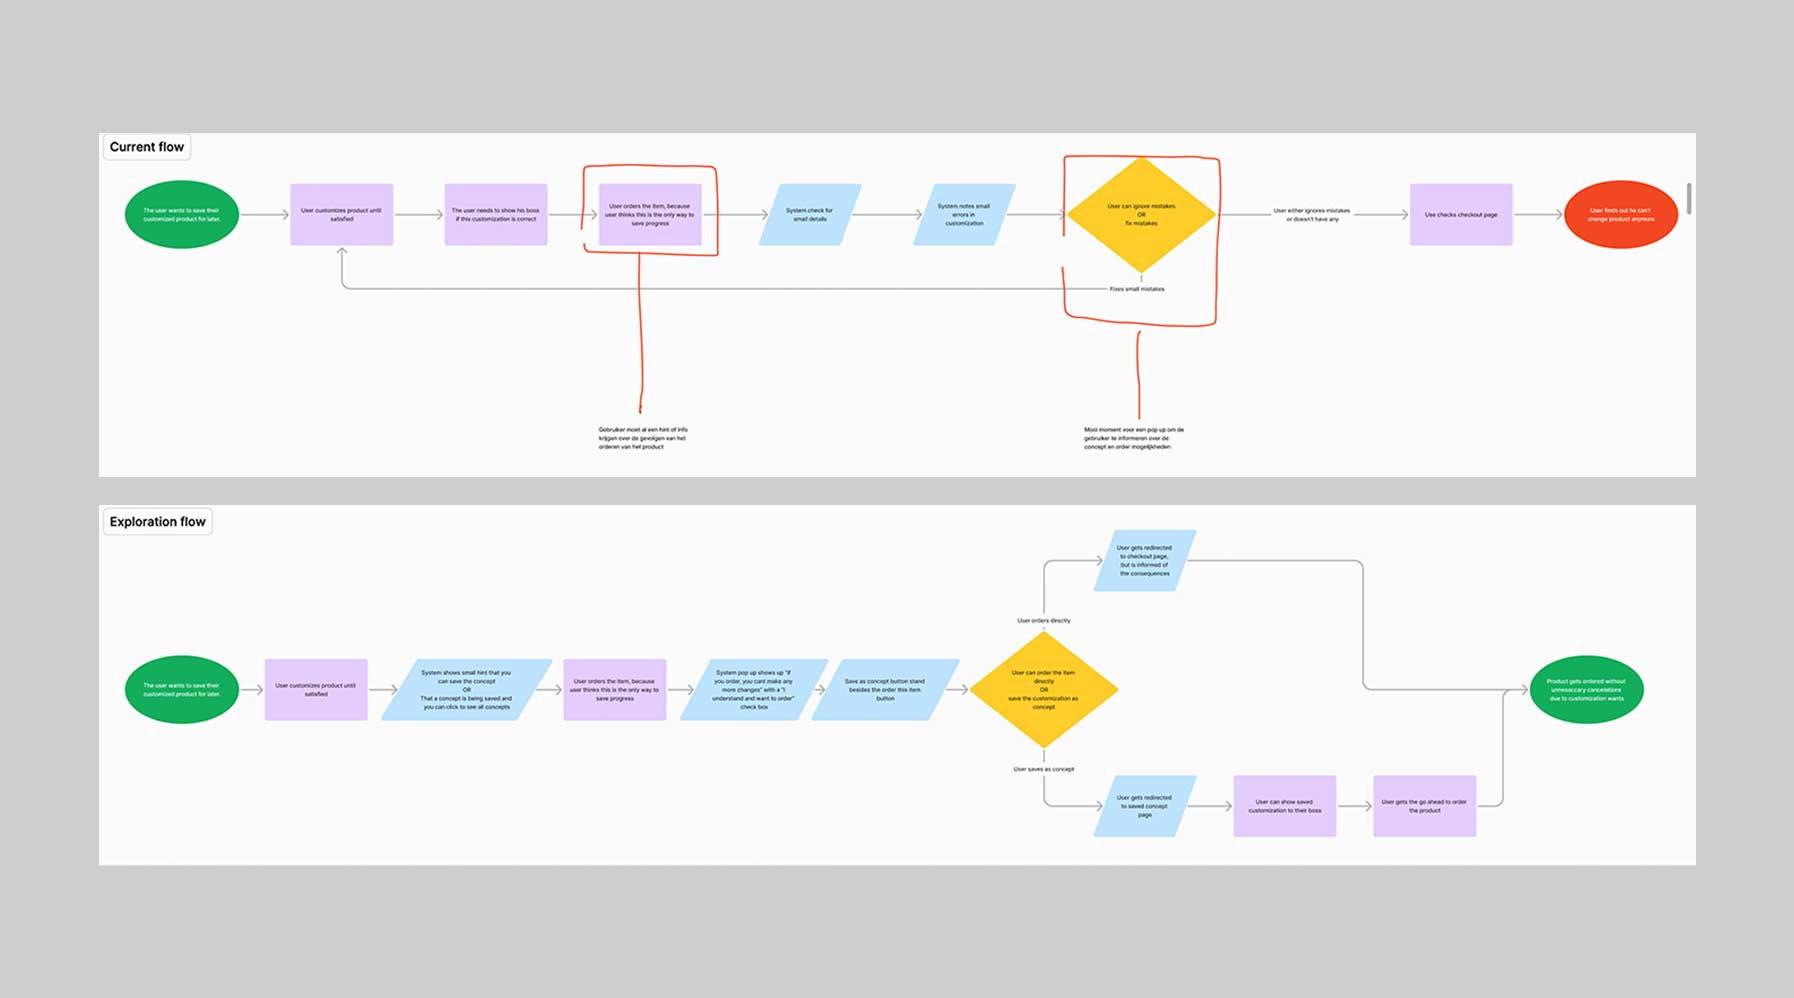 Current flow
The user wants to save their
customized product for later.
User customizes product until
satisfied
The user needs to show his boss
if this customization is correct
User orders the item, because
user thinks this is the only way to
save progress
System check for
small details
System notes small
errors in
customization
User can ignore mistakes
OR
fix mistakes
User either ignores mistakes
or doesn't have any
Use checks checkout page
User finds out he can't
change product anymore
Fixes small mistakes
Gebruiker moet al een hint of info
krijgen over de gevolgen van het
orderen van het product
Mooi moment voor een pop up om de
gebruiker te informeren over de
concept en order mogelijkheden.
Exploration flow
The user wants to save their
customized product for later.
User customizes product until
satisfied
System shows small hint that you
can save the concept
OR
That a concept is being saved and
you can click to see all concepts
User orders the item, because
user thinks this is the only way to
save progress
System pop up shows up "if
you order, you cant make any
more changes" with a "I
understand and want to order"
check box
Save as concept button stand
besides the order this item
button
User can order the item
directly
OR
save the customization as
concept
User orders directly
User gets redirected
to checkout page,
but is informed of
the consequences
User saves as concept
User gets redirected
to saved concept
page
User can show saved
customization to their boss
User gets the go ahead to order
the product
Product gets ordered without
unnesaccary cancelations
due to customization wants